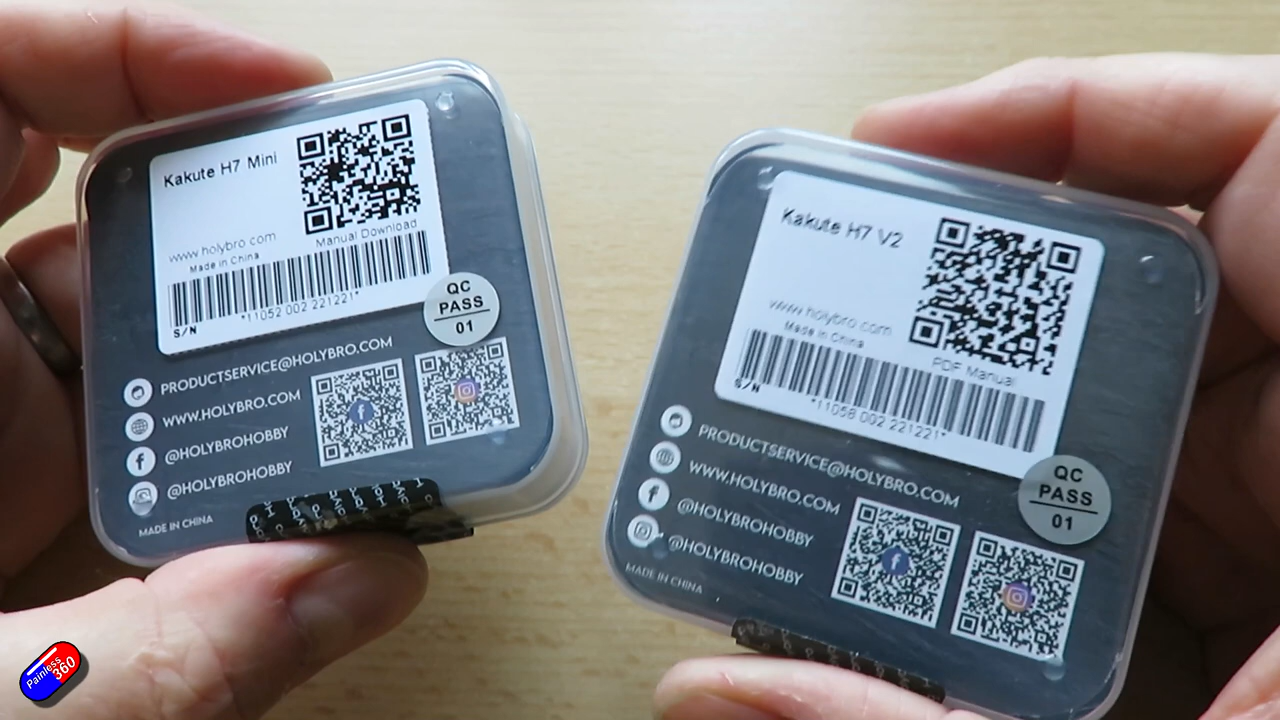 Kakute H7 Mini
www.holybro.com
Made in China
Manual Download
S/N
*11052 002 221221*
QC
PASS
01
PRODUCTSERVICE@HOLYBRO.COM
WWW.HOLYBRO.COM
@HOLYBROHOBBY
@HOLYBROHOBBY
MADE IN CHINA
Kakute H7 V2
www.holybro.com
Made in China
PDF Manual
S/N
*11058 002 221221*
QC
PASS
01
PRODUCTSERVICE@HOLYBRO.COM
WWW.HOLYBRO.COM
@HOLYBROHOBBY
@HOLYBROHOBBY
MADE IN CHINA
Painless
360